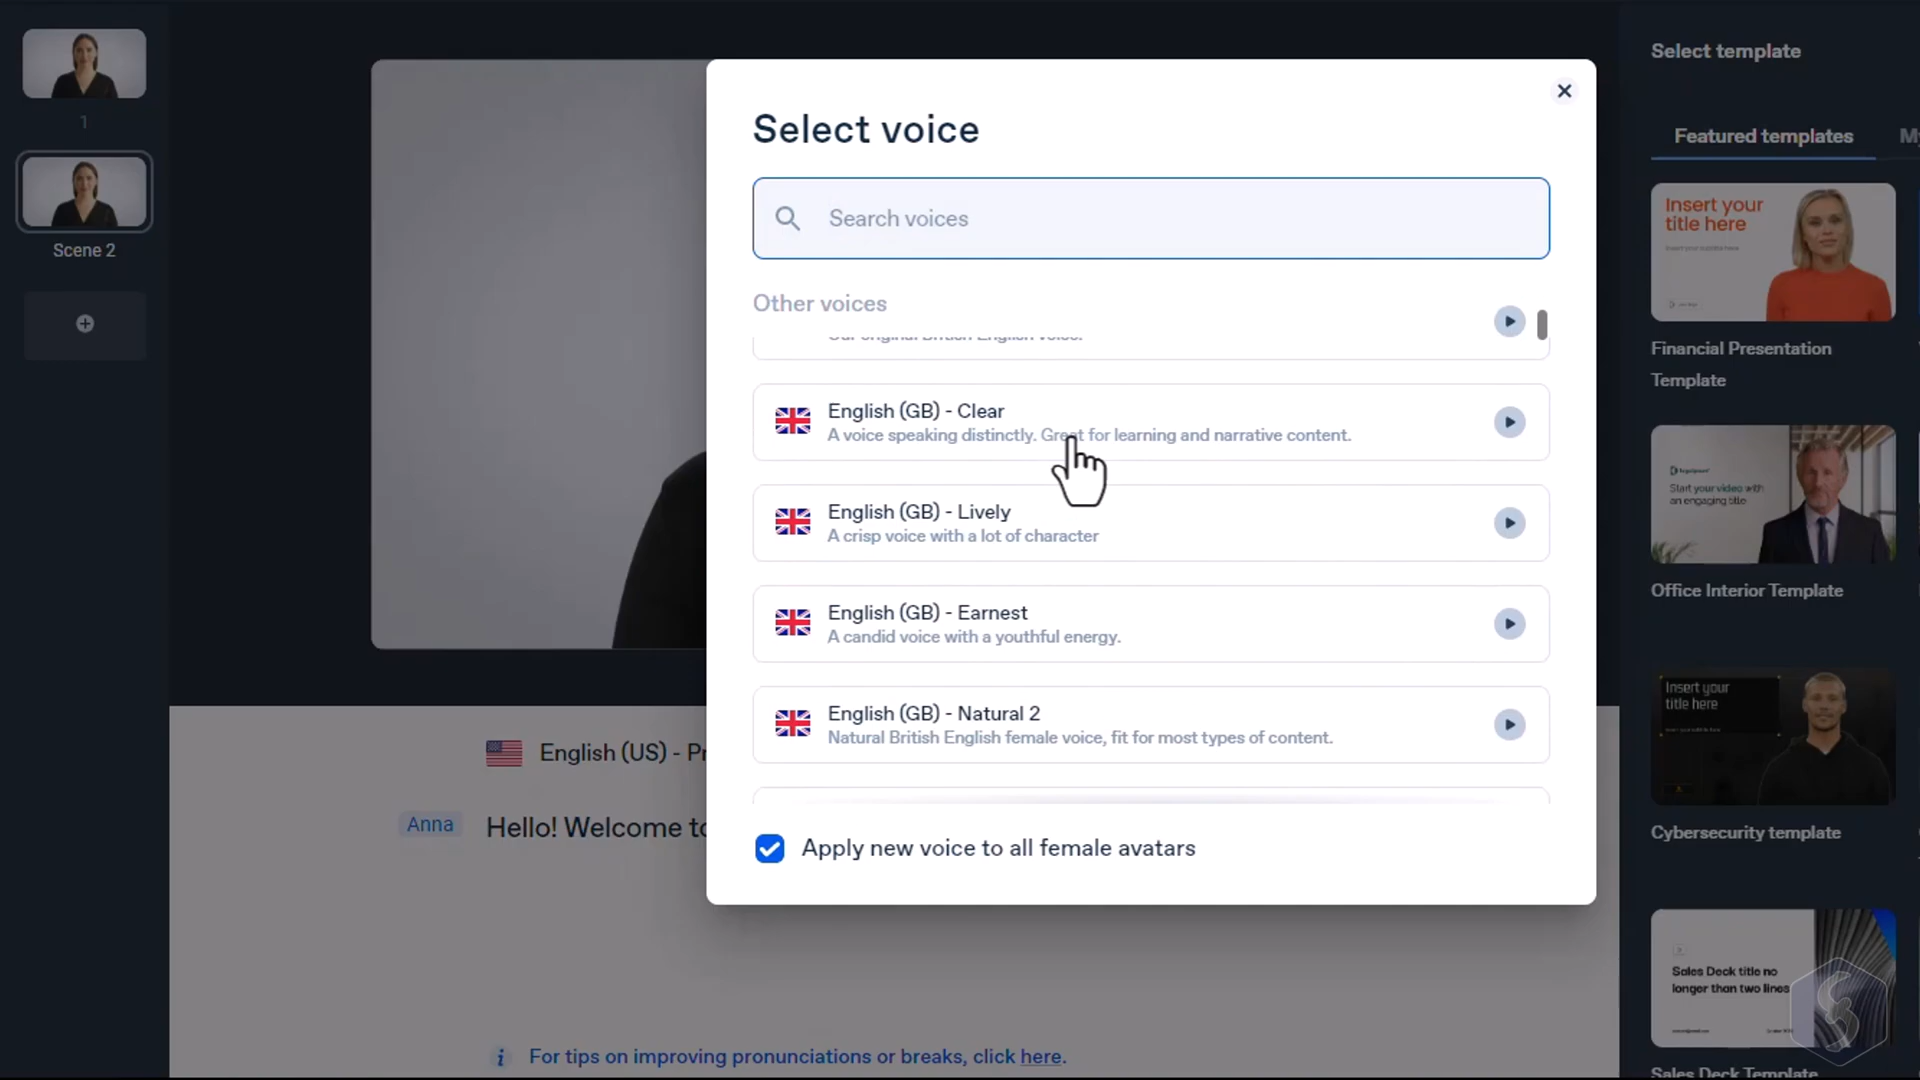 1
Scene 2
Select voice
Search voices
Other voices
Our original British English voice.
English (GB) - Clear
A voice speaking distinctly. Great for learning and narrative content.
English (GB) - Lively
A crisp voice with a lot of character
English (GB) - Earnest
A candid voice with a youthful energy.
English (GB) - Natural 2
Natural British English female voice, fit for most types of content.
Apply new voice to all female avatars
English (US) - Pr
Anna
Hello! Welcome to
i
For tips on improving pronunciations or breaks, click here.
Select template
Featured templates
My
Insert your
title here
Financial Presentation
Template
Start your video with
an engaging title
Office Interior Template
Insert your
title here
Cybersecurity template
Sales Deck title no
longer than two lines
Sales Deck Template